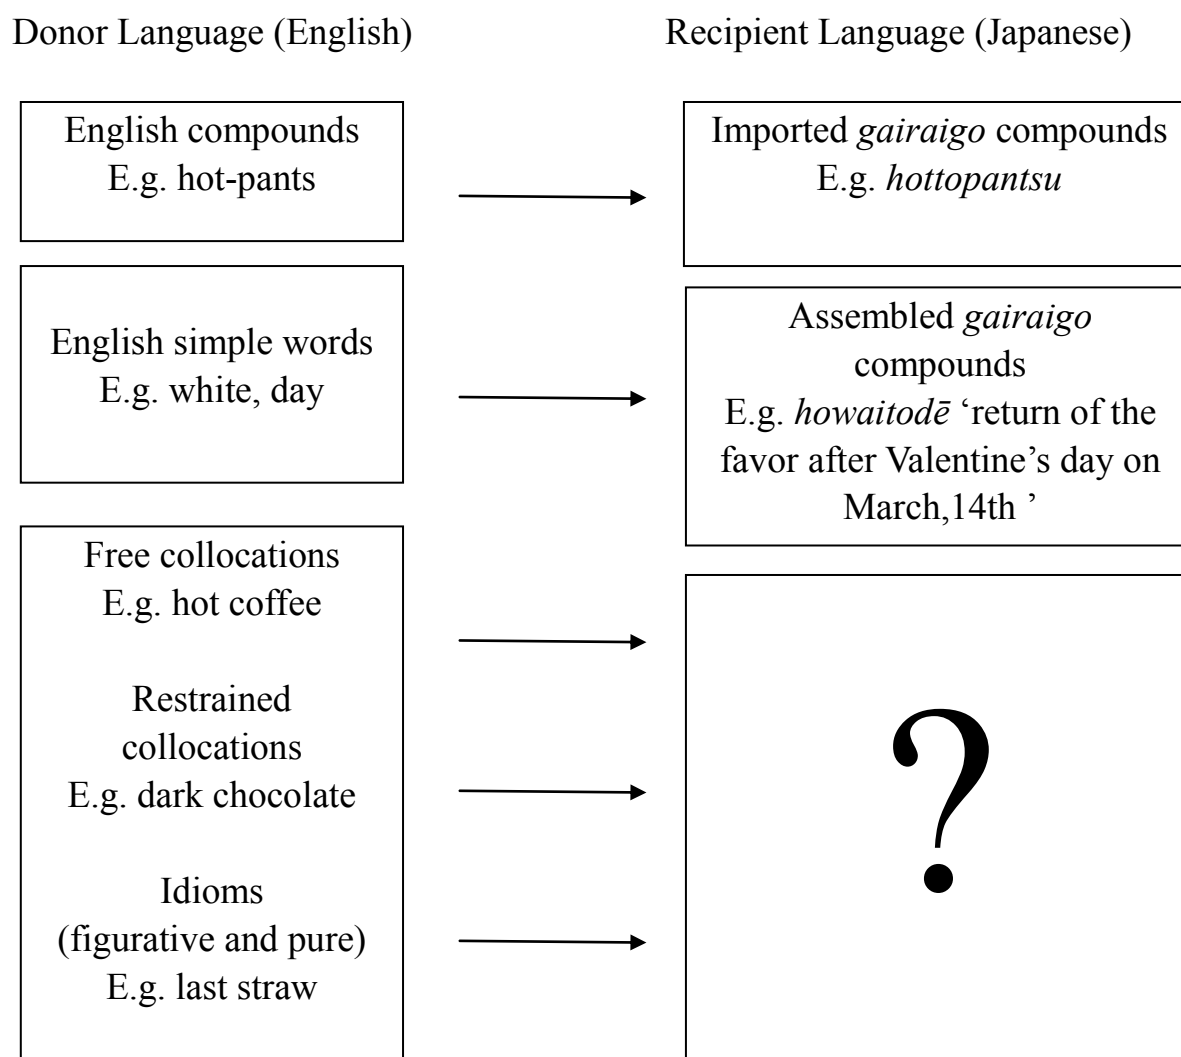 Donor Language (English)
Recipient Language (Japanese)
English compounds
E.g. hot-pants
Imported gairaigo compounds
E.g. hottopantsu
English simple words
E.g. white, day
Assembled gairaigo
compounds
E.g. howaitodē ‘return of the
favor after Valentine’s day on
March,14th ’
Free collocations
E.g. hot coffee
Restrained
collocations
E.g. dark chocolate
Idioms
(figurative and pure)
E.g. last straw
?